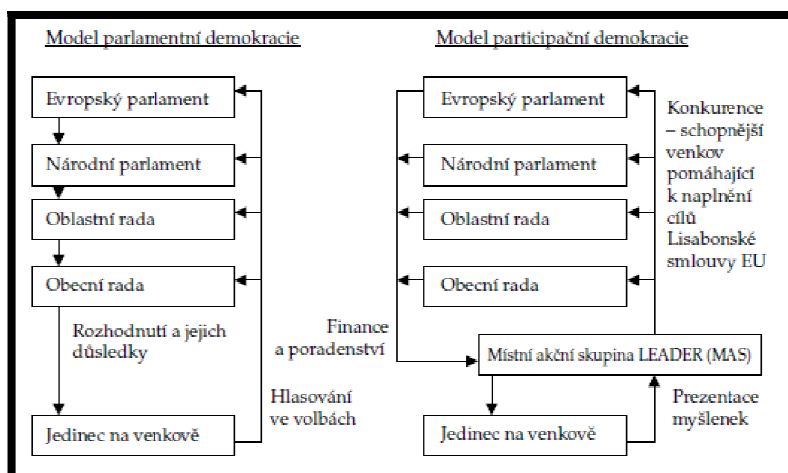 Model parlamentní demokracie
Evropský parlament
Národní parlament
Oblastní rada
Obecní rada
Rozhodnutí a jejich
důsledky
Hlasování
ve volbách
Jedinec na venkově
Model participační demokracie
Evropský parlament
Národní parlament
Oblastní rada
Obecní rada
Konkurence
– schopnější
venkov
pomáhající
k naplnění
cílů
Lisabonské
smlouvy EU
Finance
a poradenství
Místní akční skupina LEADER (MAS)
Prezentace
myšlenek
Jedinec na venkově